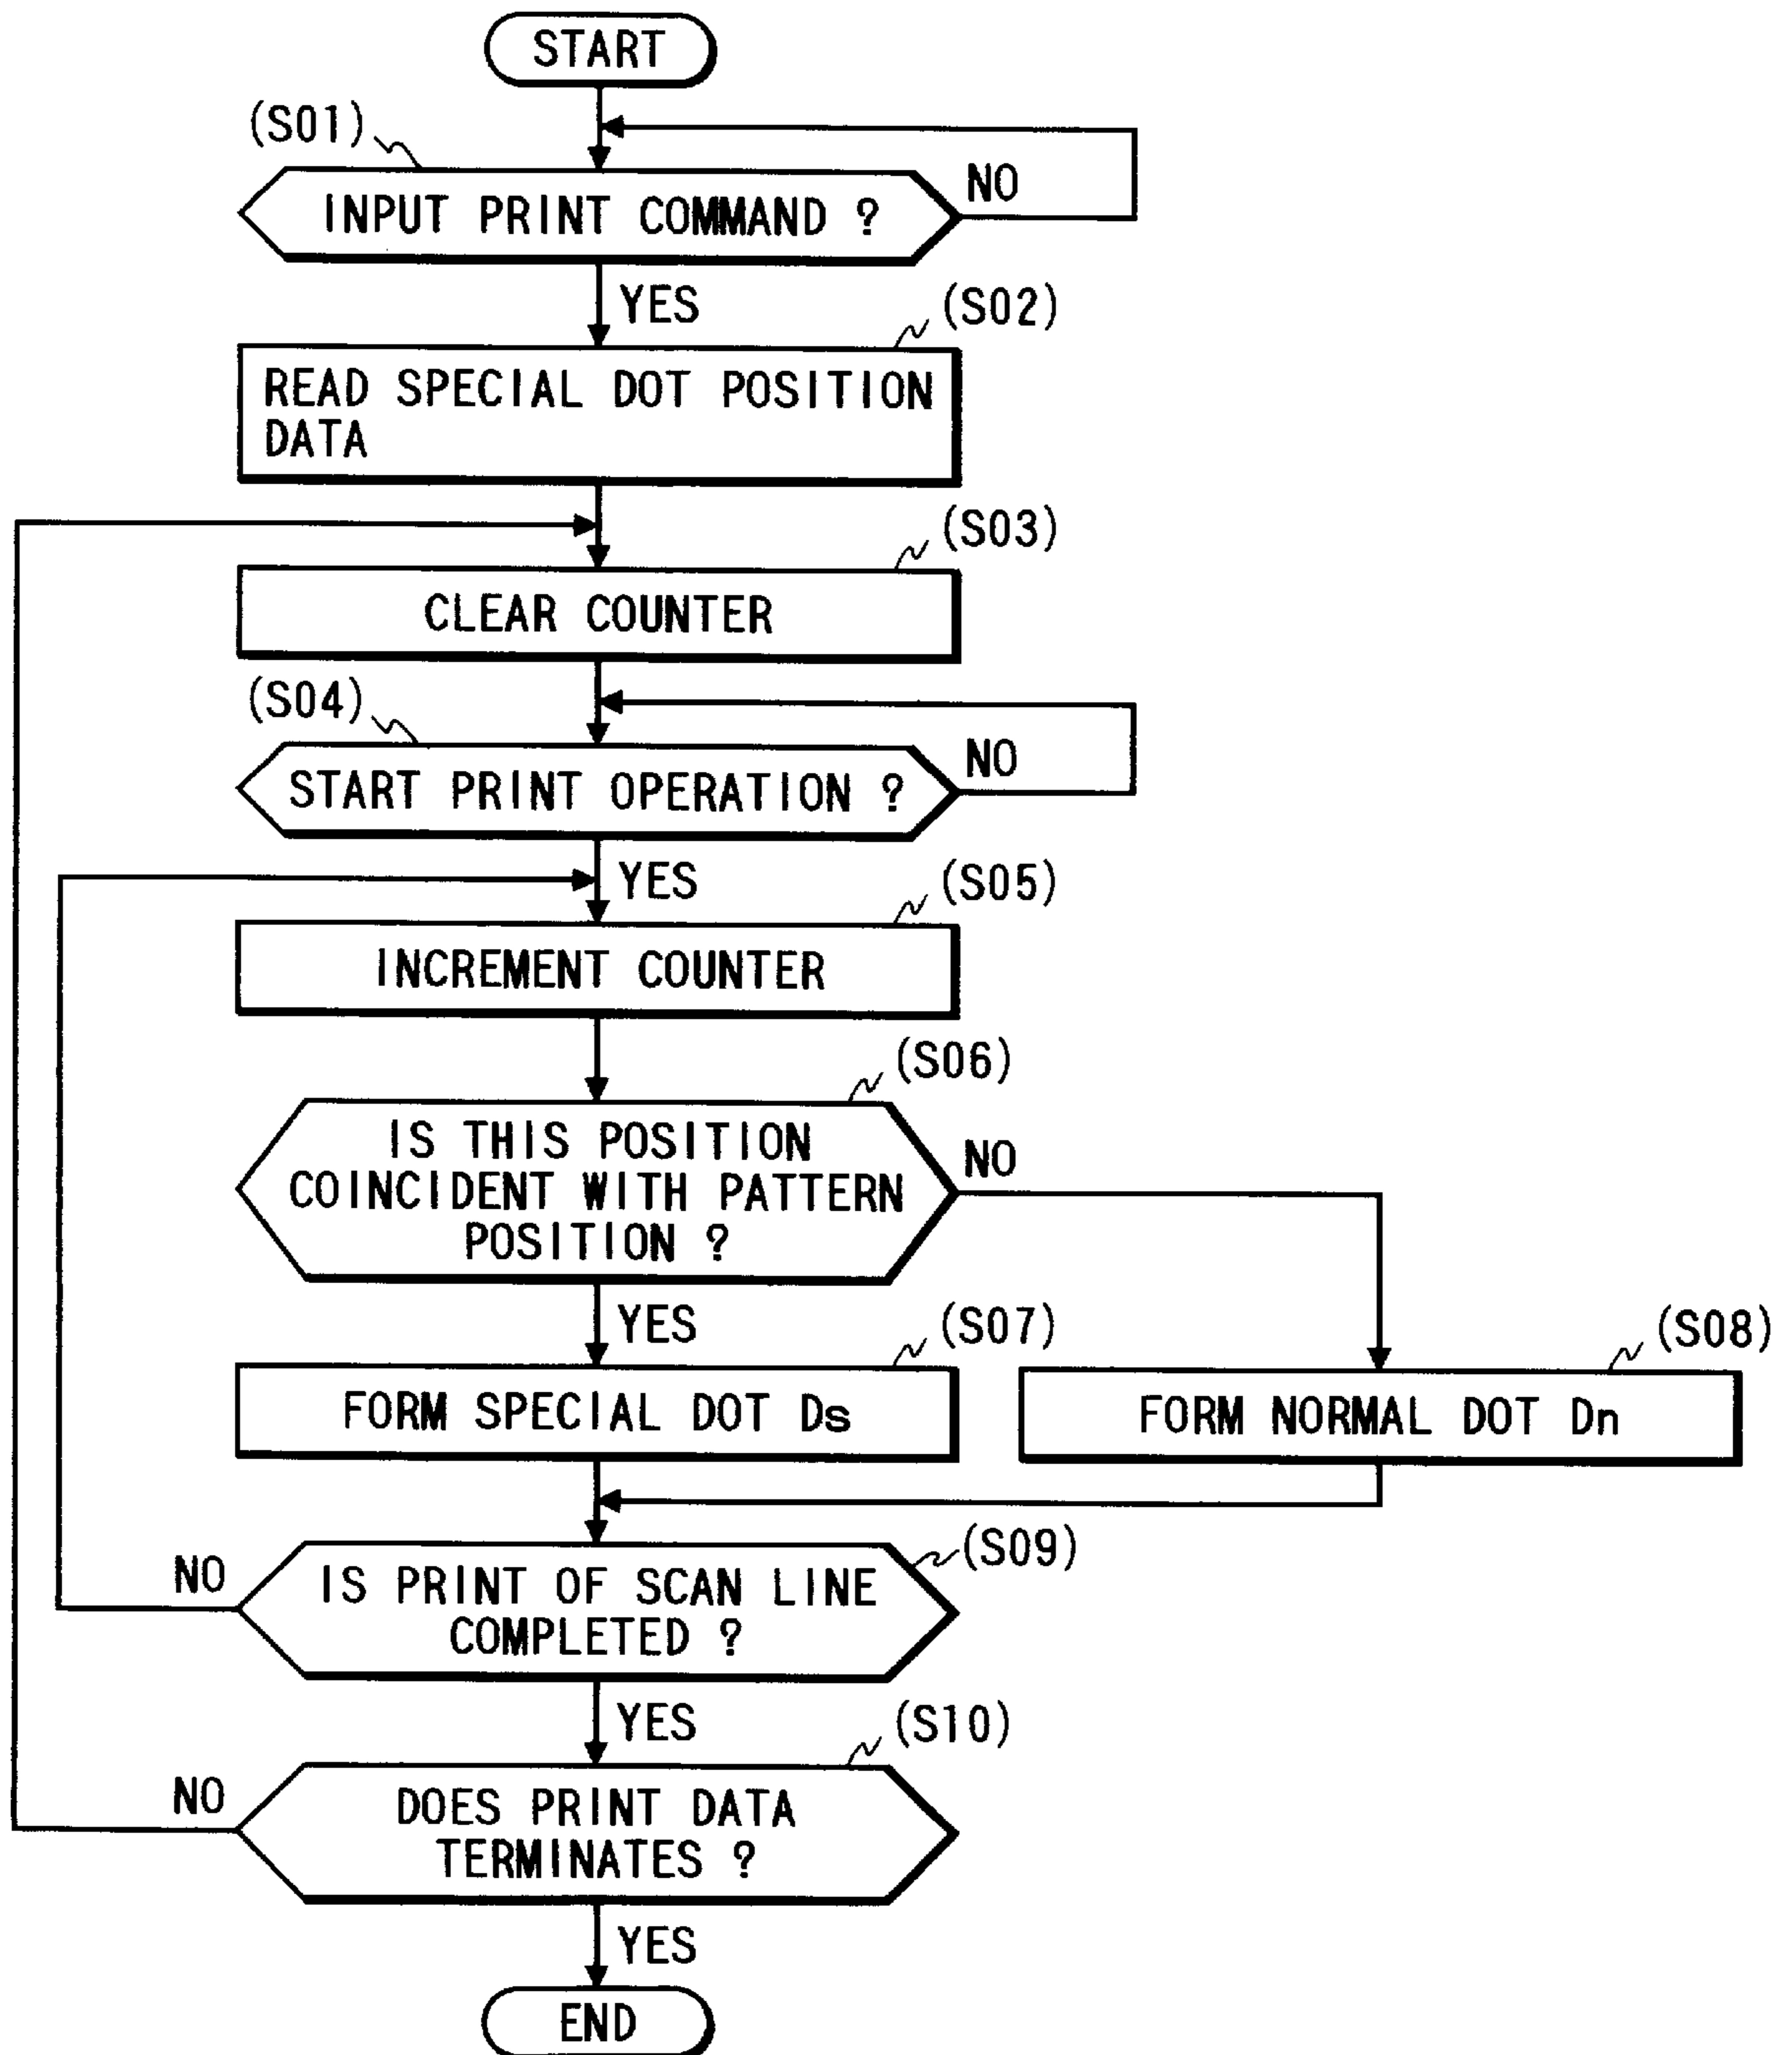 START
(S01)
NO
INPUT PRINT COMMAND ?
YES
(S02)
READ SPECIAL DOT POSITION
DATA
(S03)
CLEAR COUNTER
(S04)
NO
START PRINT OPERATION ?
YES
(S05)
INCREMENT COUNTER
(S06)
IS THIS POSITION
COINCIDENT WITH PATTERN
POSITION ?
NO
YES
(S07)
(S08)
FORM SPECIAL DOT Ds
FORM NORMAL DOT Dn
(S09)
NO
IS PRINT OF SCAN LINE
COMPLETED ?
YES
(S10)
NO
DOES PRINT DATA
TERMINATES ?
YES
END